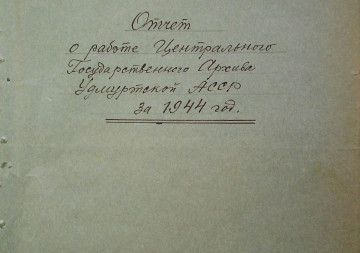 Отчет
о работе Центрального
Государственного Архива
Удмуртской АССР
за 1944 год.